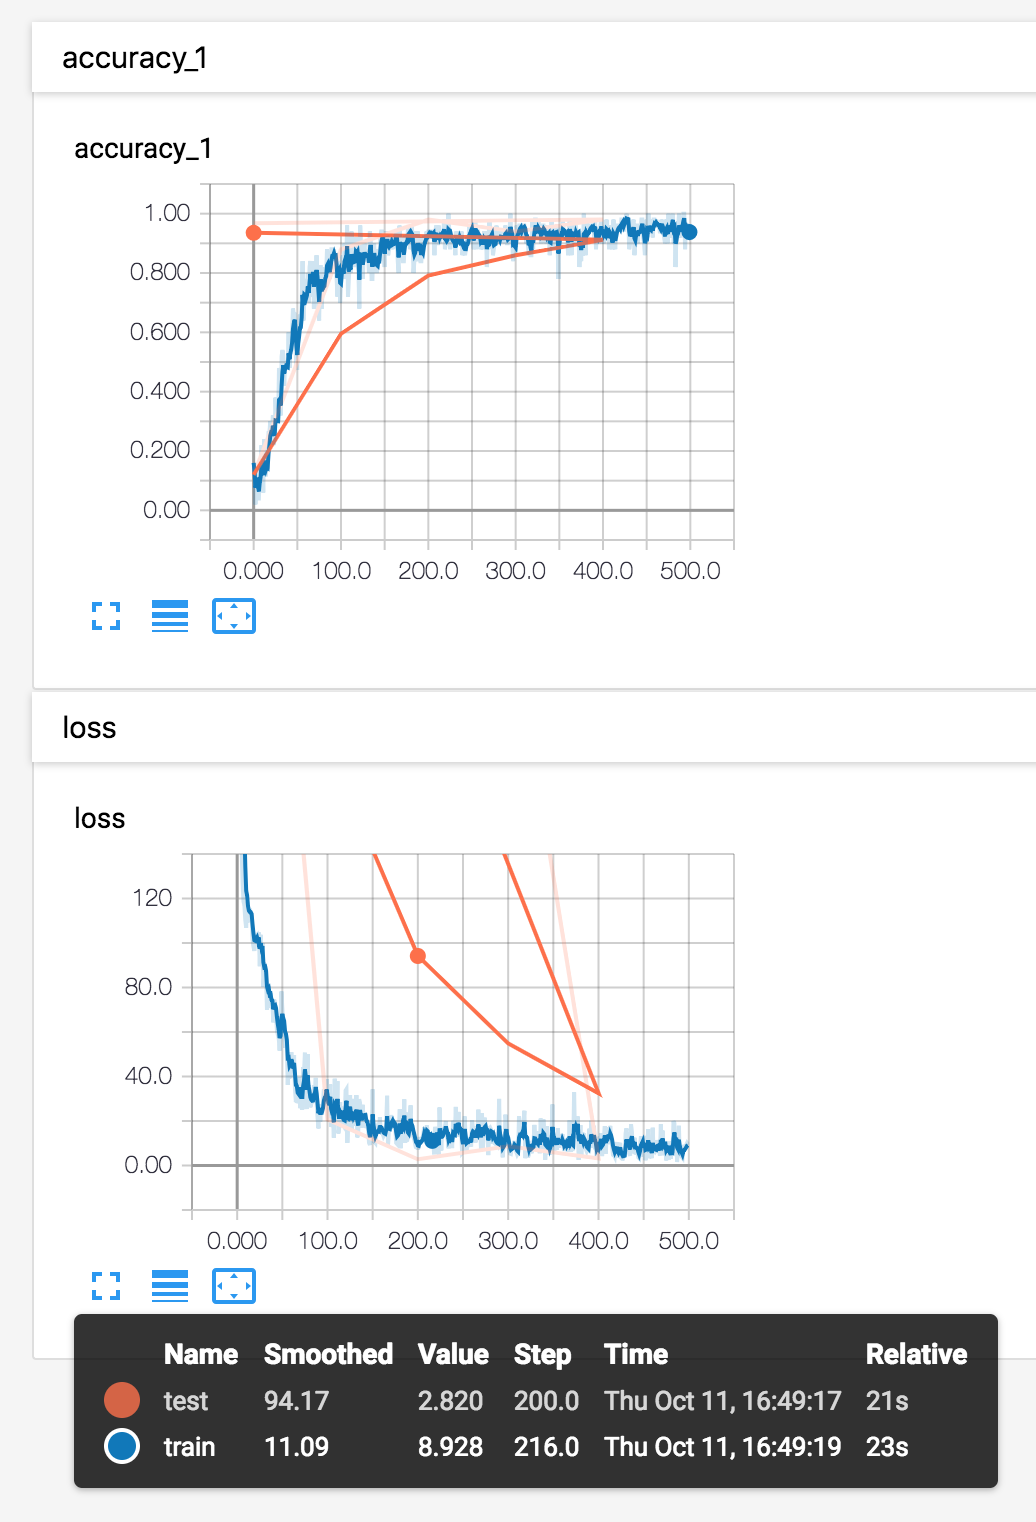 accuracy_1
accuracy_1
1.00
0.800
0.600
0.400
0.200
0.00
0.000 100.0 200.0 300.0 400.0 500.0
loss
loss
120
80.0
40.0
0.00
0.000 100.0 200.0 300.0 400.0 500.0
Name Smoothed Value Step Time Relative
test 94.17 2.820 200.0 Thu Oct 11, 16:49:17 21s
train 11.09 8.928 216.0 Thu Oct 11, 16:49:19 23s